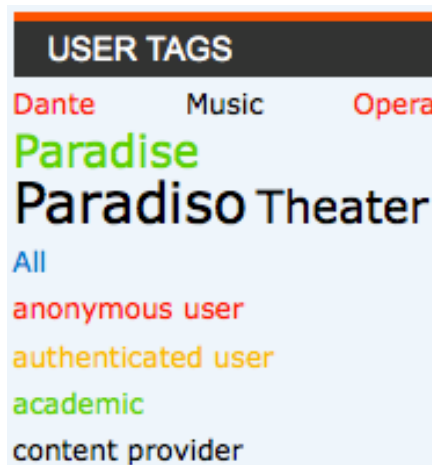 USER TAGS
Dante Music Opera
Paradise
Paradiso Theater
All
anonymous user
authenticated user
academic
content provider